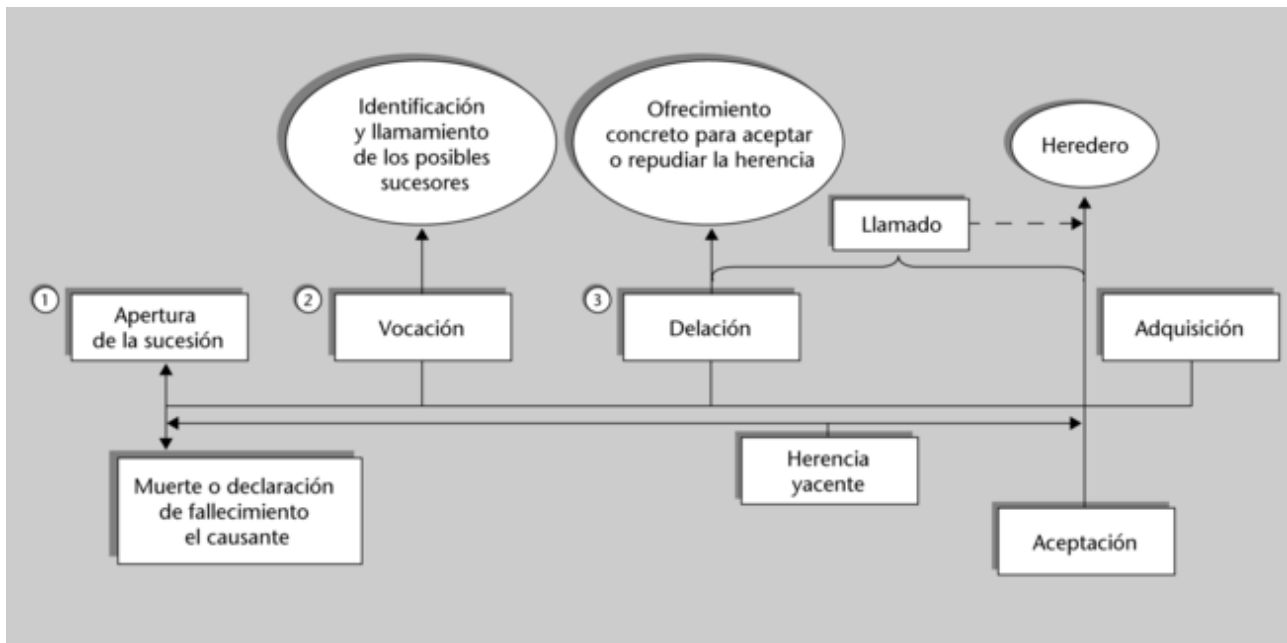 Identificación
y llamamiento
de los posibles
sucesores
Ofrecimiento
concreto para aceptar
o repudiar la herencia
Heredero
Llamado
1
Apertura
de la sucesión
2
Vocación
3
Delación
Adquisición
Muerte o declaración
de fallecimiento
el causante
Herencia
yacente
Aceptación